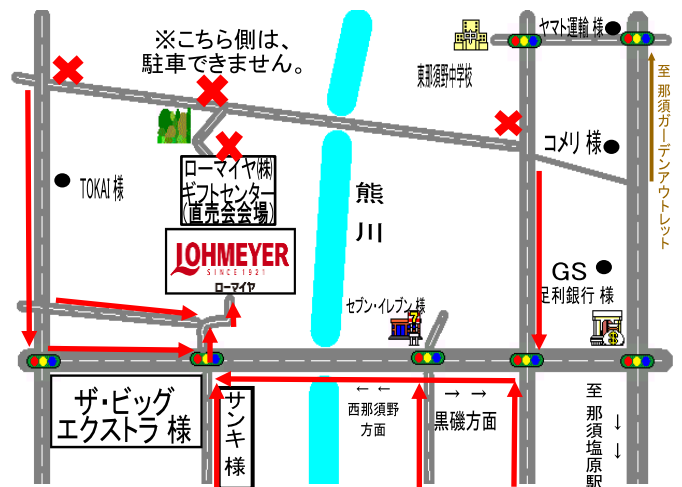 ※こちら側は、
駐車できません。
ヤマト運輸 様
東那須野中学校
至 那須ガーデンアウトレット
コメリ 様
TOKAI 様
ローマイヤ㈱
ギフトセンター
(直売会会場)
LOHMEYER
SINCE 1921
ローマイヤ
熊川
GS
足利銀行 様
セブン・イレブン 様
7
ザ・ビッグ
エクストラ 様
サンキ 様
← ←
西那須野
方面
→ →
黒磯方面
至 那須塩原駅
↓ ↓